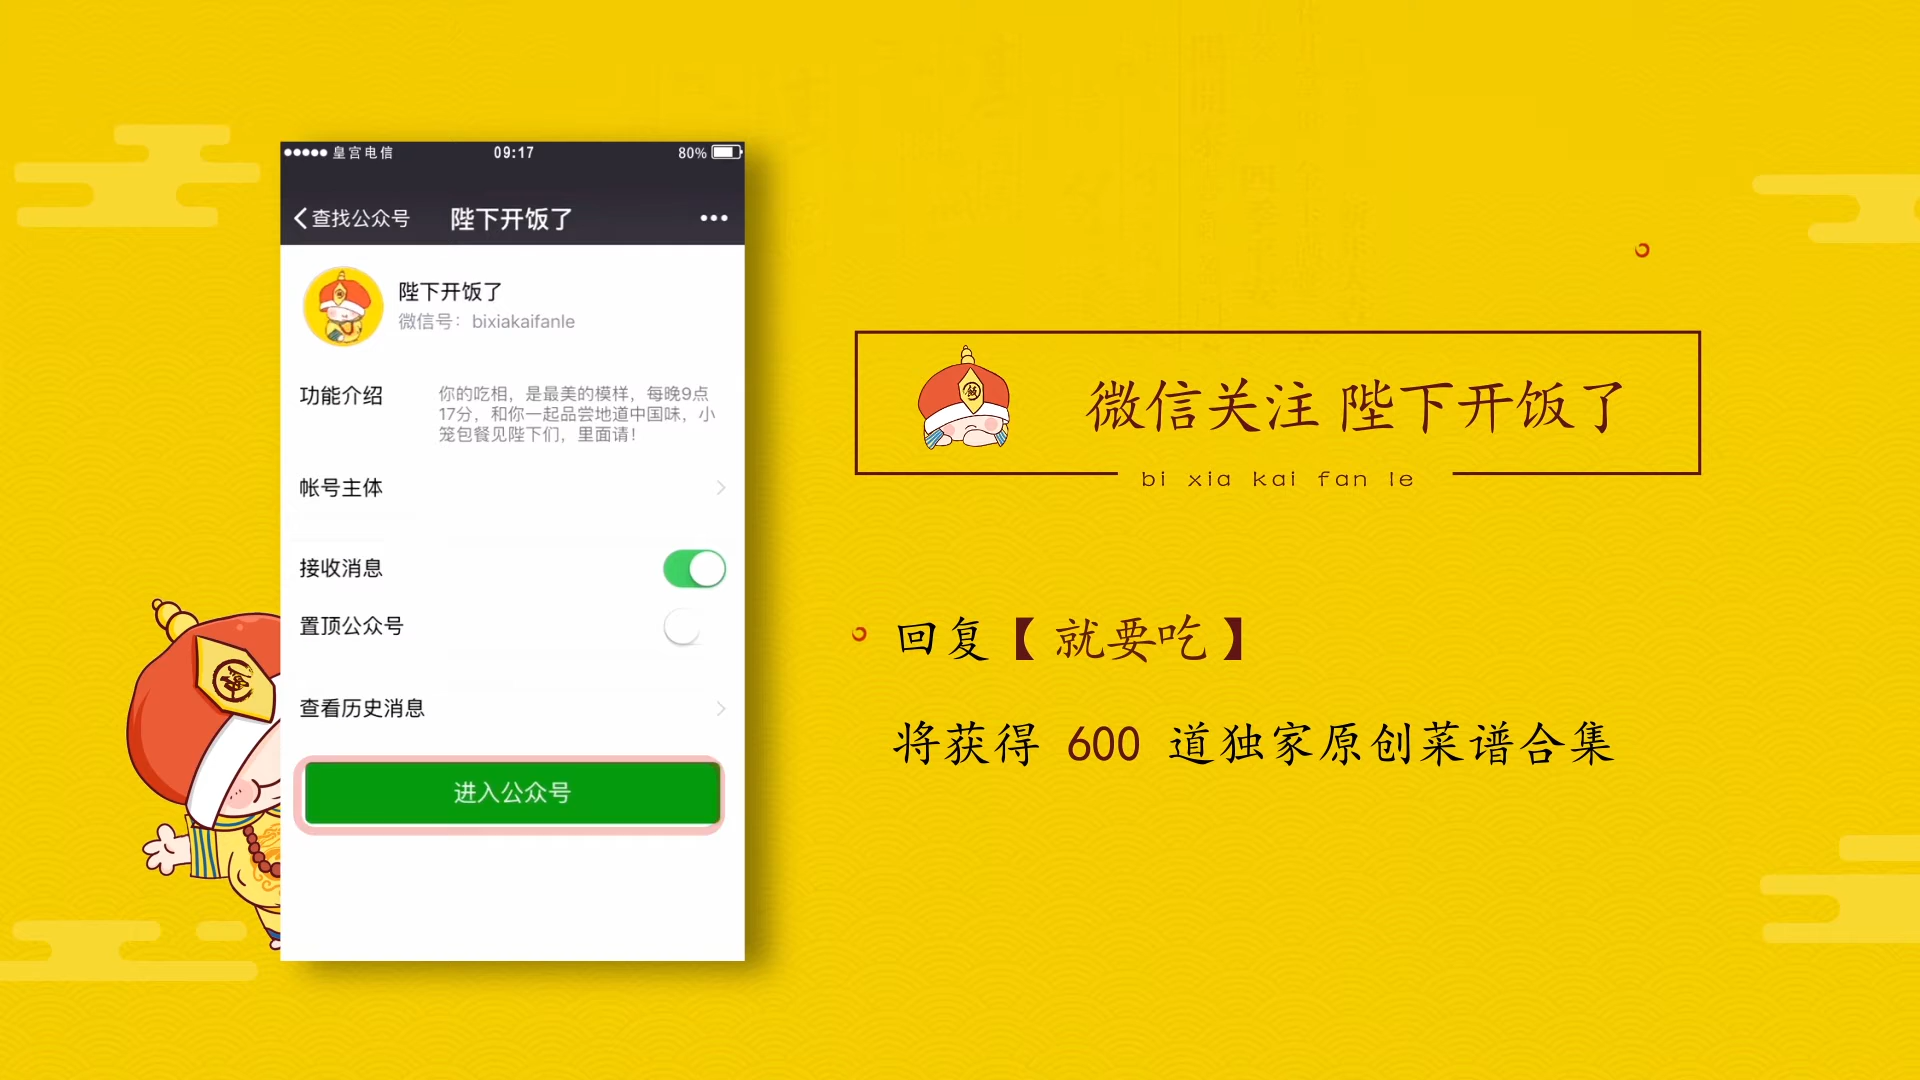 皇宫电信 09:17 80%
查找公众号 陛下开饭了
陛下开饭了
微信号：bixiakaifanle
功能介绍
你的吃相，是最美的模样，每晚9点
17分，和你一起品尝地道中国味，小
笼包餐见陛下们，里面请！
帐号主体
接收消息
置顶公众号
查看历史消息
进入公众号
飯
微信关注 陛下开饭了
bi xia kai fan le
回复【就要吃】
将获得 600 道独家原创菜谱合集